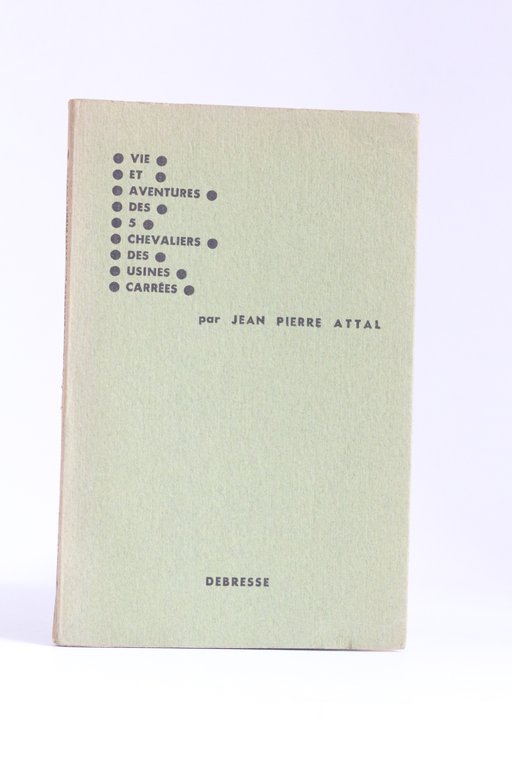 ● VIE ●
● ET ●
● AVENTURES ●
● DES ●
● 5 ●
● CHEVALIERS ●
● DES ●
● USINES ●
● CARRÉES ●
par JEAN PIERRE ATTAL
DEBRESSE